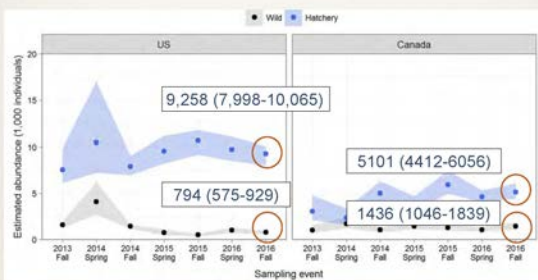 Wild Hatchery
US Canada
Estimated abundance (1,000 individuals)
20
15
10
5
0
9,258 (7,998-10,065)
794 (575-929)
5101 (4412-6056)
1436 (1046-1839)
2013 Fall
2014 Spring
2014 Fall
2015 Spring
2015 Fall
2016 Spring
2016 Fall
2013 Fall
2014 Spring
2014 Fall
2015 Spring
2015 Fall
2016 Spring
2016 Fall
Sampling event